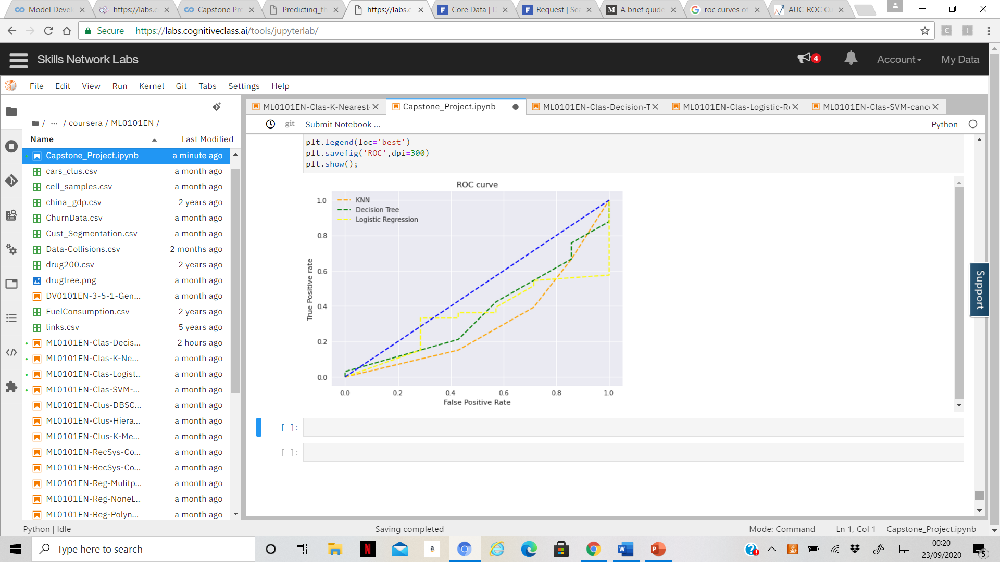 Model Devel
https://labs.c
Capstone Pro
Predicting_th
https://labs.c
Core Data | D
Request | Sea
A brief guide
roc curves of
AUC-ROC Cu
Secure
https://labs.cognitiveclass.ai/tools/jupyterlab/
C
I
Skills Network Labs
4
Account
My Data
File Edit View Run Kernel Git Tabs Settings Help
ML0101EN-Clas-K-Nearest-
Capstone_Project.ipynb
ML0101EN-Clas-Decision-T
ML0101EN-Clas-Logistic-Re
ML0101EN-Clas-SVM-cance
/ ... / coursera / ML0101EN /
git
Submit Notebook ...
Python
Name Last Modified
Capstone_Project.ipynb a minute ago
cars_clus.csv a month ago
cell_samples.csv a month ago
china_gdp.csv 2 years ago
ChurnData.csv a month ago
Cust_Segmentation.csv a month ago
Data-Collisions.csv 2 months ago
drug200.csv 2 years ago
drugtree.png a month ago
DV0101EN-3-5-1-Gen... a month ago
FuelConsumption.csv 2 years ago
links.csv 5 years ago
ML0101EN-Clas-Decis... 2 hours ago
ML0101EN-Clas-K-Ne... a month ago
ML0101EN-Clas-Logist... a month ago
ML0101EN-Clas-SVM-... a month ago
ML0101EN-Clus-DBSC... a month ago
ML0101EN-Clus-Hiera... a month ago
ML0101EN-Clus-K-Me... a month ago
ML0101EN-RecSys-Co... a month ago
ML0101EN-RecSys-Co... a month ago
ML0101EN-Reg-Mulitp... a month ago
ML0101EN-Reg-NoneL... a month ago
ML0101EN-Reg-Polyn... a month ago
plt.legend(loc='best')
plt.savefig('ROC',dpi=300)
plt.show();
ROC curve
KNN
Decision Tree
Logistic Regression
1.0
0.8
0.6
0.4
0.2
0.0
True Positive rate
0.0 0.2 0.4 0.6 0.8 1.0
False Positive Rate
[ ]:
[ ]:
Support
Python | Idle
Saving completed
Mode: Command
Ln 1, Col 1
Capstone_Project.ipynb
Type here to search
00:20
23/09/2020
5